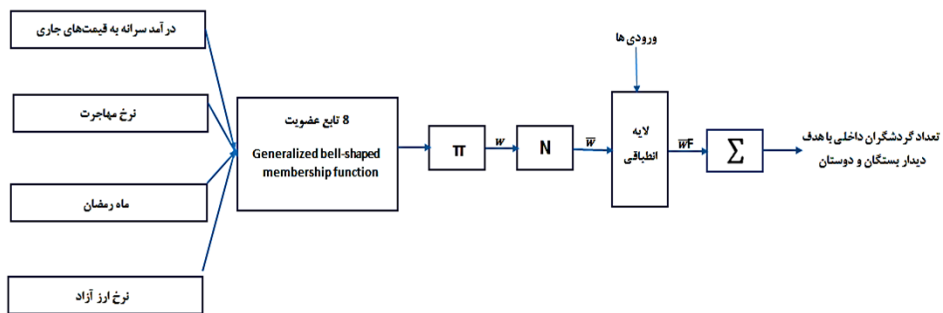 درآمد سرانه به قیمت‌های جاری
نرخ مهاجرت
ماه رمضان
نرخ ارز آزاد
8 تابع عضویت
Generalized bell-shaped
membership function
π
w
N
w̅
ورودی ها
لایه
انطباقی
w̅F
Σ
تعداد گردشگران داخلی با هدف
دیدار بستگان و دوستان